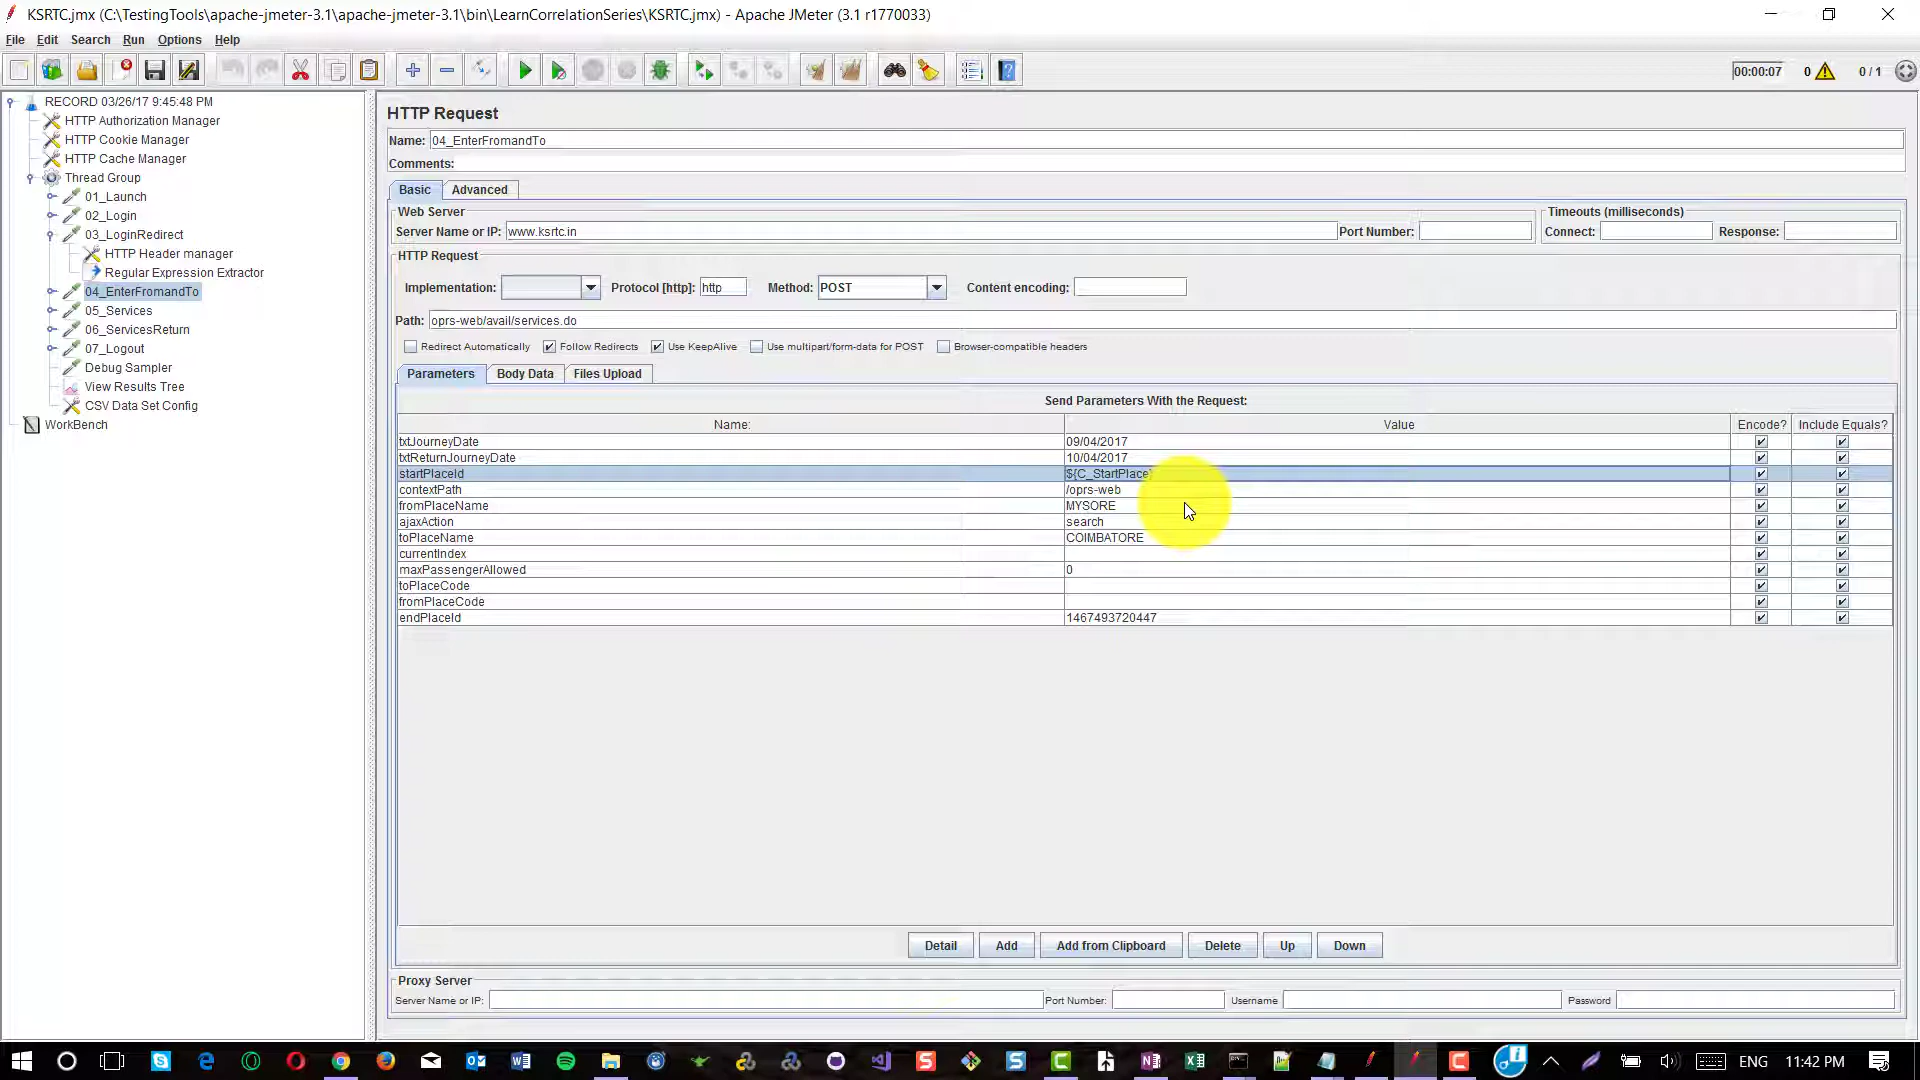 KSRTC.jmx (C:\TestingTools\apache-jmeter-3.1\apache-jmeter-3.1\bin\LearnCorrelationSeries\KSRTC.jmx) - Apache JMeter (3.1 r1770033)
File Edit Search Run Options Help
00:00:07 0 0 / 1
RECORD 03/26/17 9:45:48 PM
HTTP Authorization Manager
HTTP Cookie Manager
HTTP Cache Manager
Thread Group
01_Launch
02_Login
03_LoginRedirect
HTTP Header manager
Regular Expression Extractor
04_EnterFromandTo
05_Services
06_ServicesReturn
07_Logout
Debug Sampler
View Results Tree
CSV Data Set Config
WorkBench
HTTP Request
Name: 04_EnterFromandTo
Comments:
Basic Advanced
Web Server
Server Name or IP: www.ksrtc.in Port Number:
Timeouts (milliseconds)
Connect: Response:
HTTP Request
Implementation: Protocol [http]: http Method: POST Content encoding:
Path: oprs-web/avail/services.do
Redirect Automatically Follow Redirects Use KeepAlive Use multipart/form-data for POST Browser-compatible headers
Parameters Body Data Files Upload
Send Parameters With the Request:
Name: Value Encode? Include Equals?
txtJourneyDate 09/04/2017
txtReturnJourneyDate 10/04/2017
startPlaceId ${C_StartPlace}
contextPath /oprs-web
fromPlaceName MYSORE
ajaxAction search
toPlaceName COIMBATORE
currentIndex
maxPassengerAllowed 0
toPlaceCode
fromPlaceCode
endPlaceId 1467493720447
Detail Add Add from Clipboard Delete Up Down
Proxy Server
Server Name or IP: Port Number: Username Password
ENG 11:42 PM